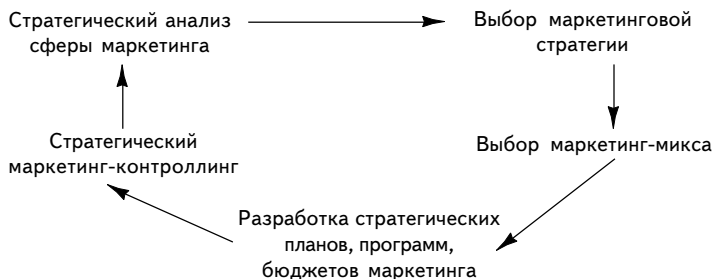 Стратегический анализ
сферы маркетинга
Выбор маркетинговой
стратегии
Выбор маркетинг-микса
Разработка стратегических
планов, программ,
бюджетов маркетинга
Стратегический
маркетинг-контроллинг